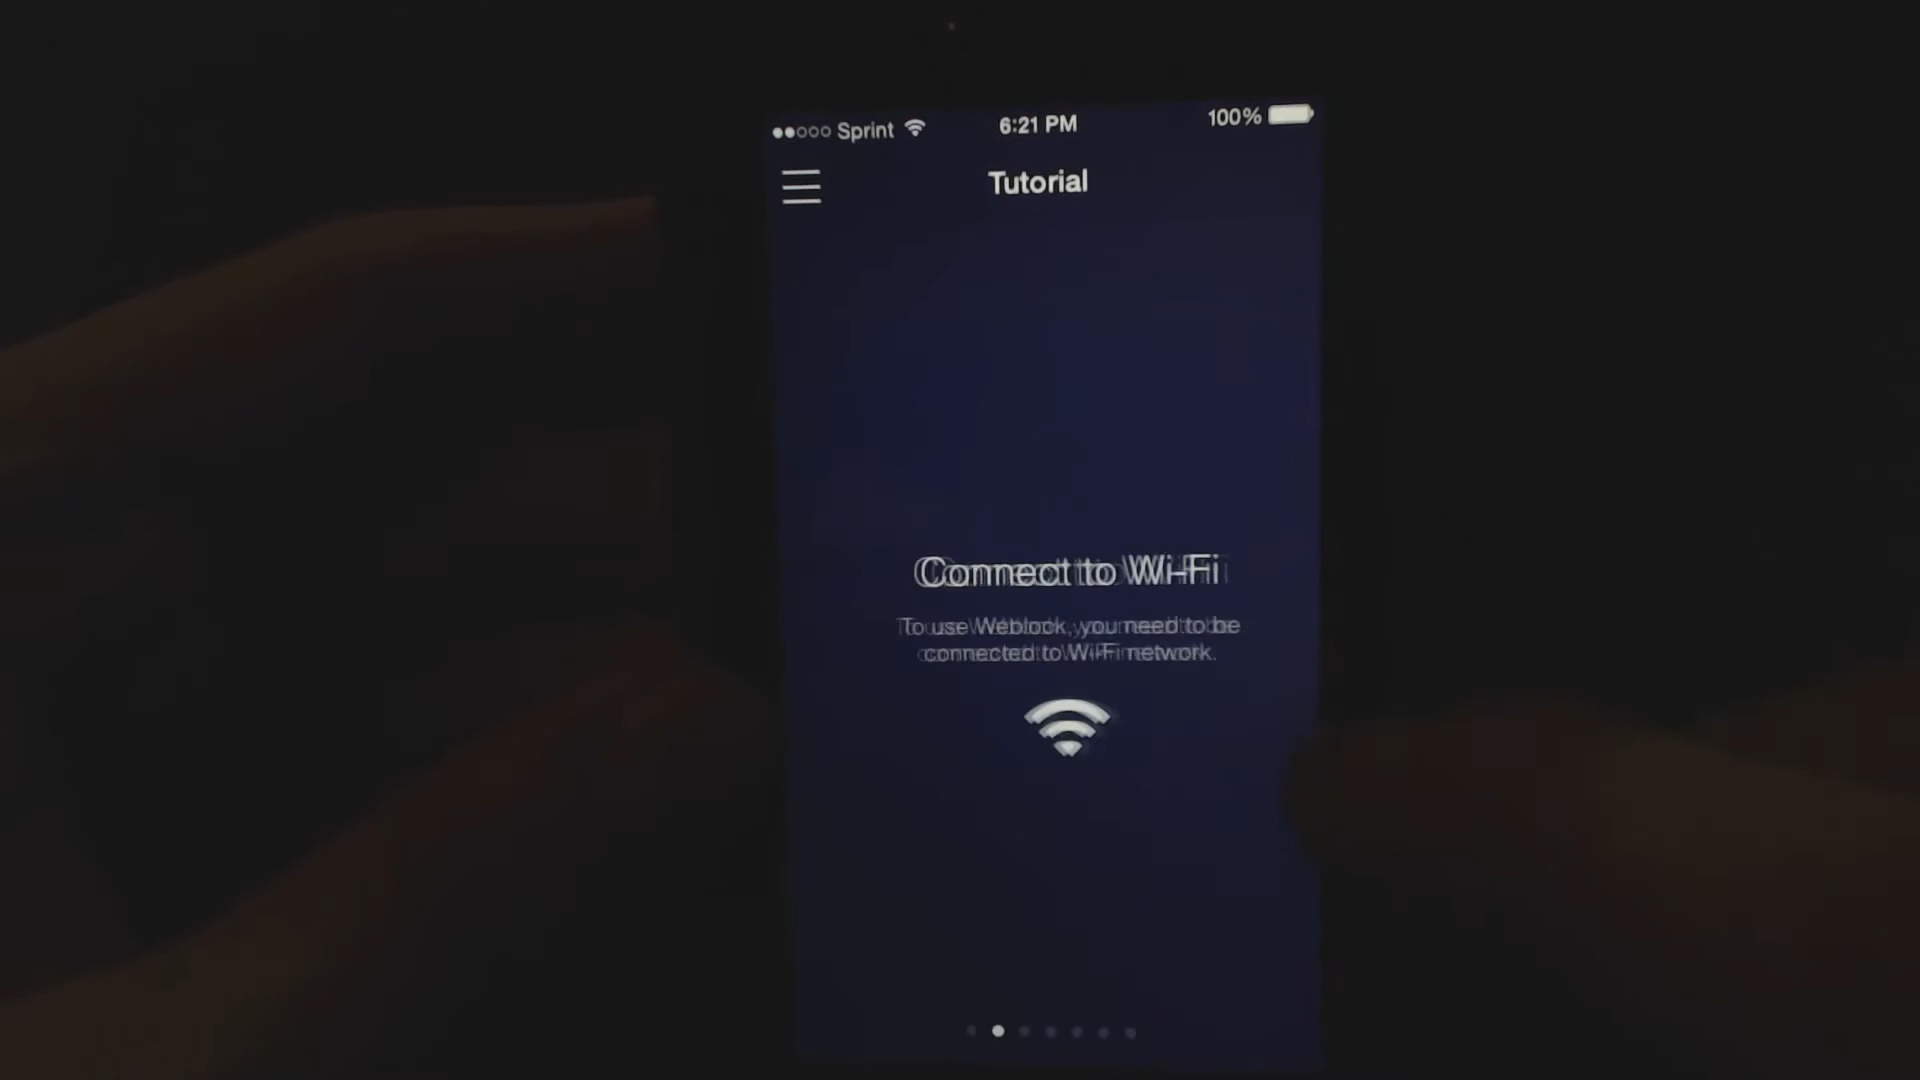 Sprint 6:21 PM 100%
Tutorial
Connect to Wi-Fi
To use Weblock, you need to be
connected to Wi-Fi network.